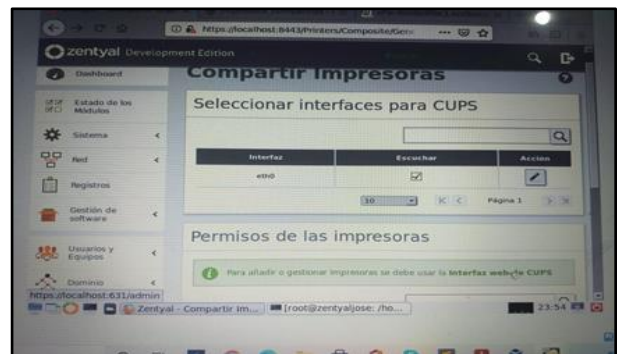 https://localhost:8443/Printers/Composite/Gene
zentyal Development Edition
Dashboard
Estado de los Módulos
Sistema
Red
Registros
Gestión de software
Usuarios y Equipos
Dominio
Compartir Impresoras
Seleccionar interfaces para CUPS
Interfaz Escuchar Acción
eth0
10 Página 1
Permisos de las impresoras
Para añadir o gestionar impresoras se debe usar la Interfaz web de CUPS
https://localhost:631/admin
Zentyal - Compartir Im... [root@zentyaljose: /ho... 23:54